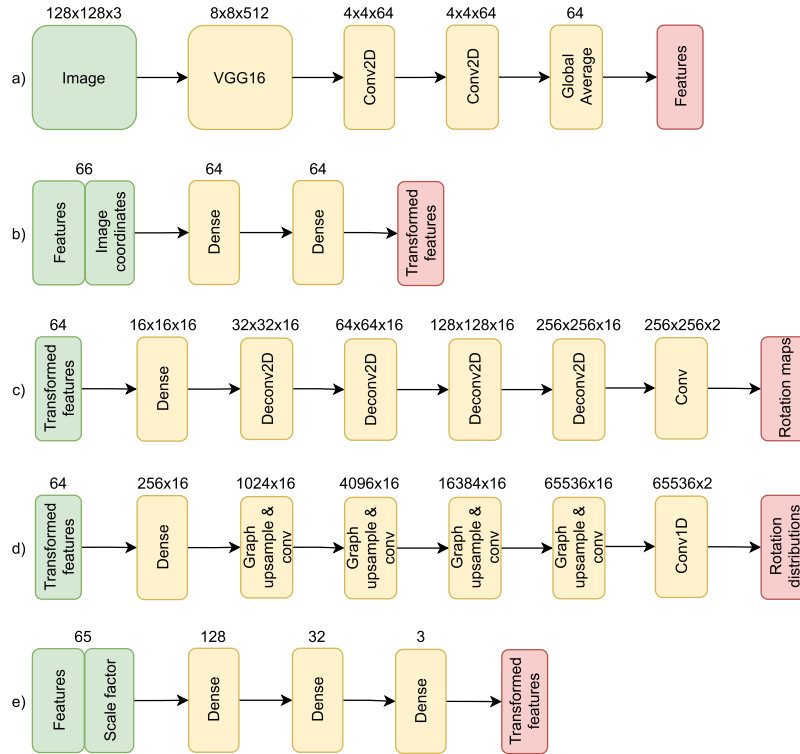 128x128x3 8x8x512 4x4x64 4x4x64 64
a) Image VGG16 Conv2D Conv2D Global Average Features
66 64 64
b) Features Image coordinates Dense Dense Transformed features
64 16x16x16 32x32x16 64x64x16 128x128x16 256x256x16 256x256x2
c) Transformed features Dense Deconv2D Deconv2D Deconv2D Deconv2D Conv Rotation maps
64 256x16 1024x16 4096x16 16384x16 65536x16 65536x2
d) Transformed features Dense Graph upsample & conv Graph upsample & conv Graph upsample & conv Graph upsample & conv Conv1D Rotation distributions
65 128 32 3
e) Features Scale factor Dense Dense Dense Transformed features